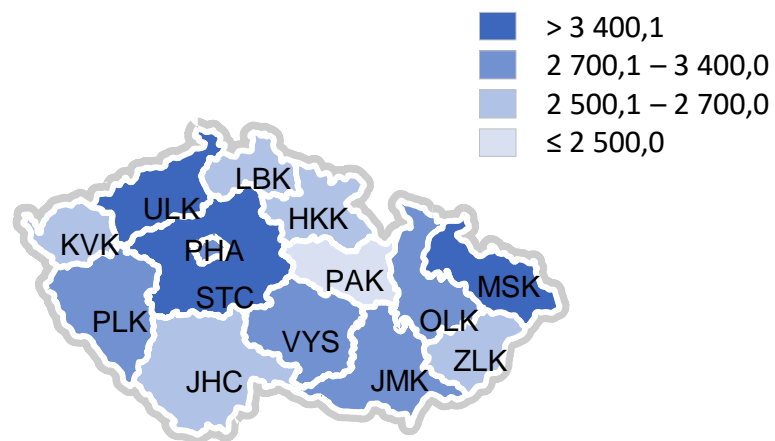 > 3 400,1
2 700,1 – 3 400,0
2 500,1 – 2 700,0
≤ 2 500,0
LBK
ULK
HKK
KVK
PHA
PAK
MSK
STC
PLK
OLK
VYS
ZLK
JHC
JMK